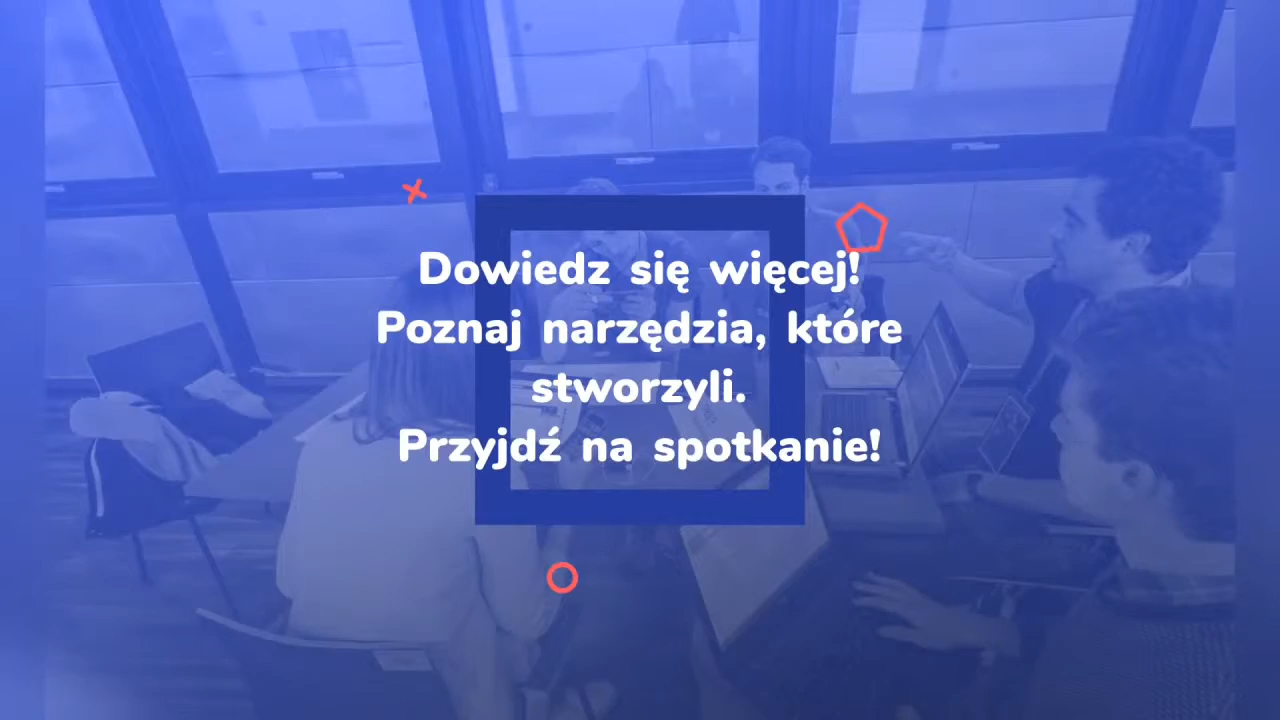 Dowiedz się więcej!
Poznaj narzędzia, które
stworzyli.
Przyjdź na spotkanie!